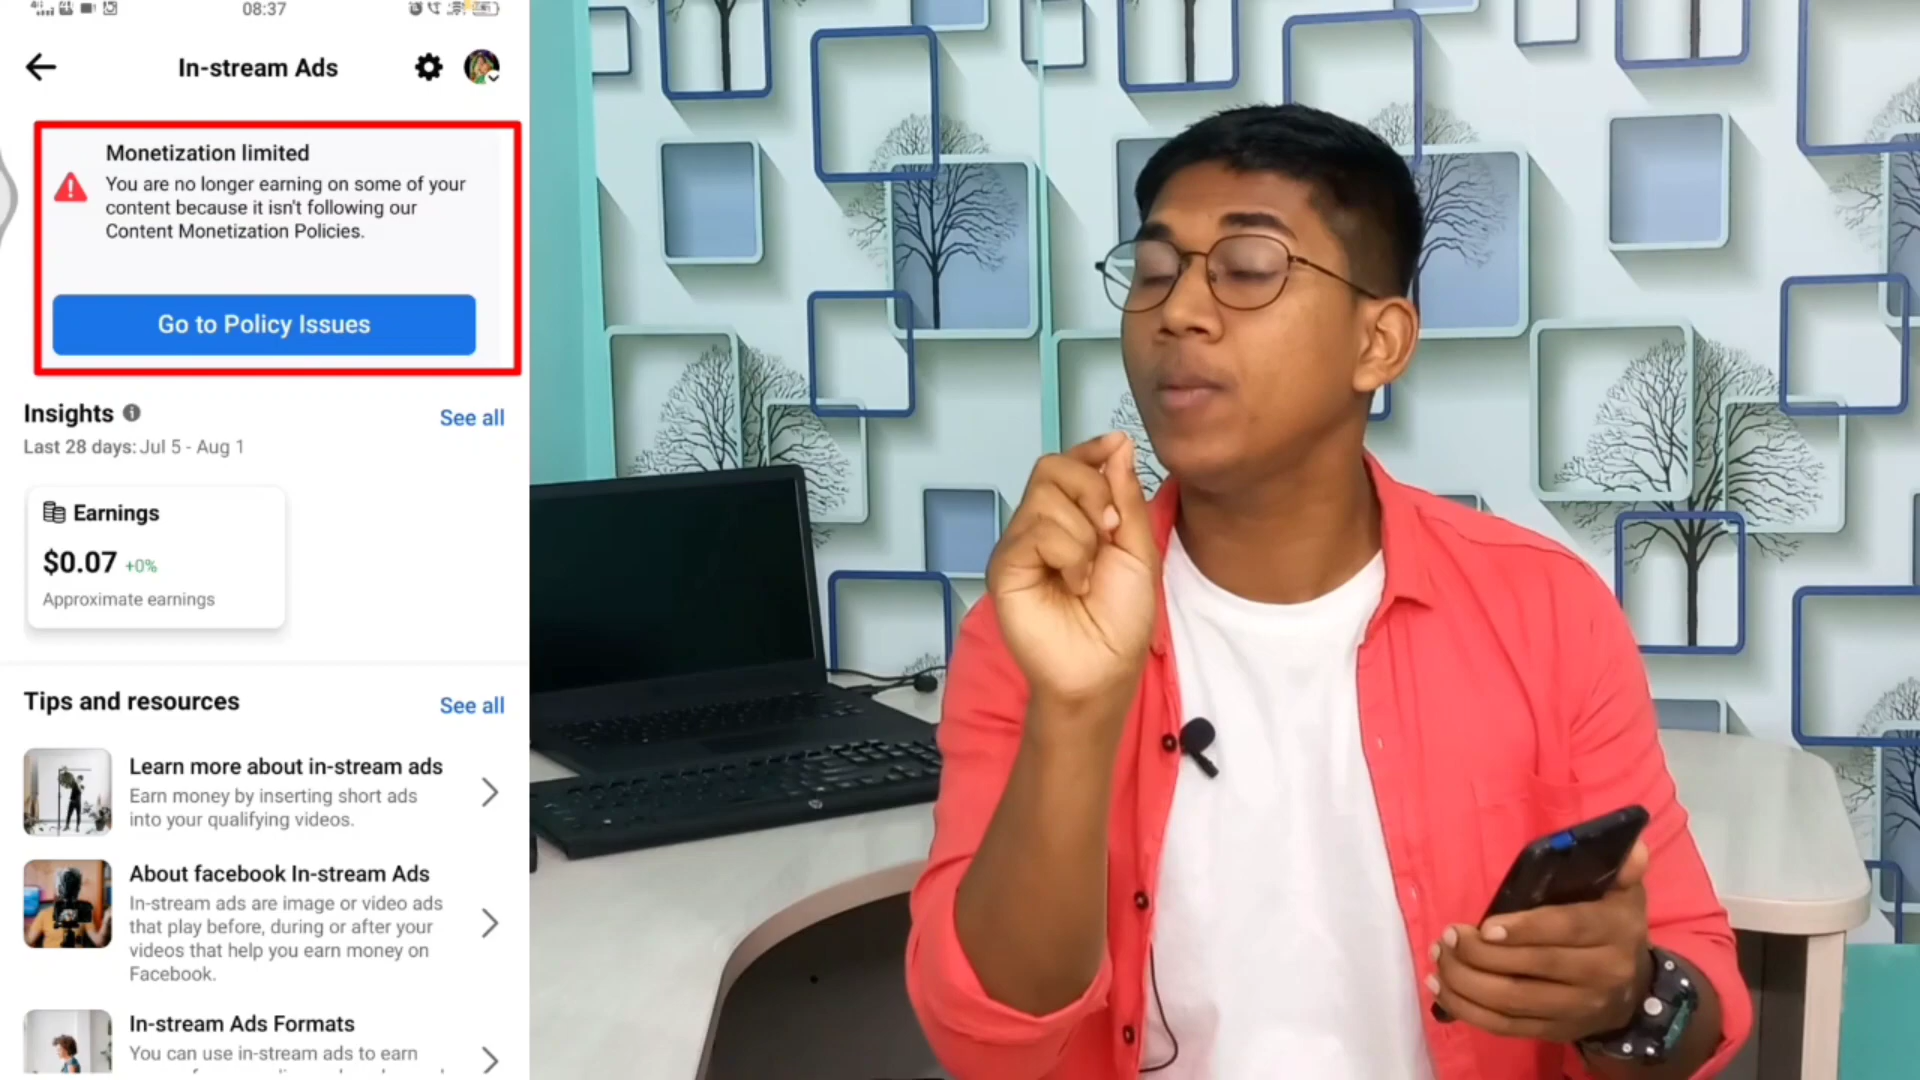 08:37
In-stream Ads
Monetization limited
You are no longer earning on some of your
content because it isn't following our
Content Monetization Policies.
Go to Policy Issues
Insights
See all
Last 28 days: Jul 5 - Aug 1
Earnings
$0.07 +0%
Approximate earnings
Tips and resources
See all
Learn more about in-stream ads
Earn money by inserting short ads
into your qualifying videos.
About facebook In-stream Ads
In-stream ads are image or video ads
that play before, during or after your
videos that help you earn money on
Facebook.
In-stream Ads Formats
You can use in-stream ads to earn
hp